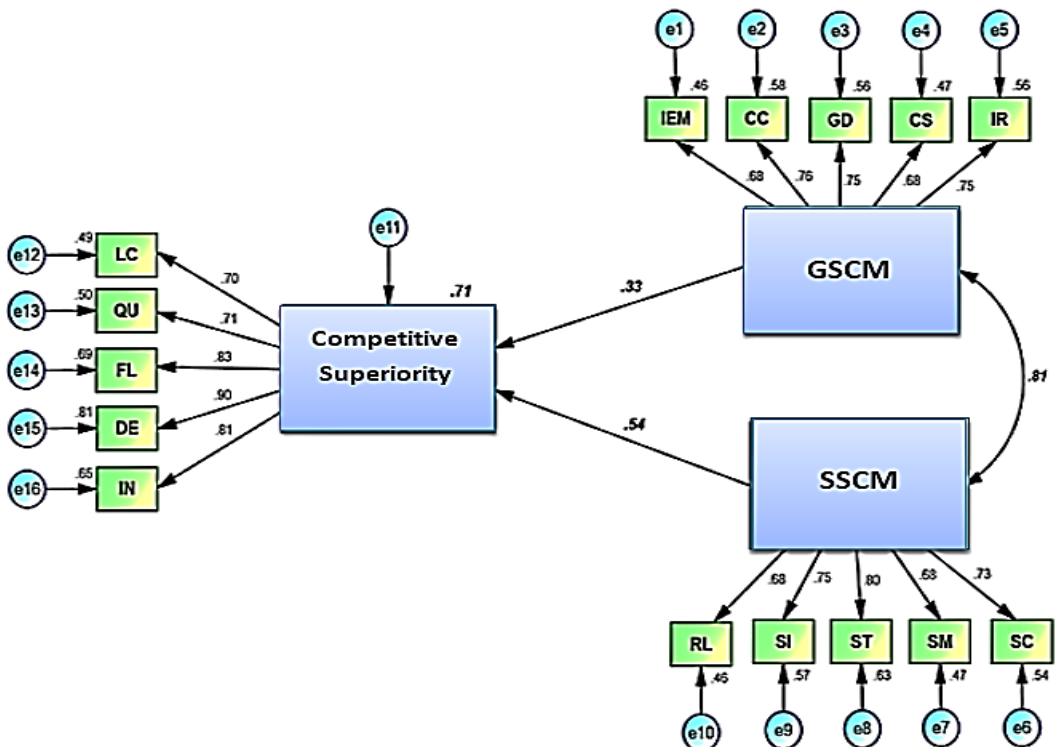 e1 e2 e3 e4 e5
.46 .58 .56 .47 .56
IEM CC GD CS IR
.68 .76 .75 .68 .75
GSCM
e11
.33
.71
Competitive
Superiority
e12 .49 LC .70
e13 .50 QU .71
e14 .69 FL .83
e15 .81 DE .90
e16 .65 IN .81
.81
.54
SSCM
.68 .75 .80 .68 .73
RL SI ST SM SC
.46 .57 .63 .47 .54
e10 e9 e8 e7 e6